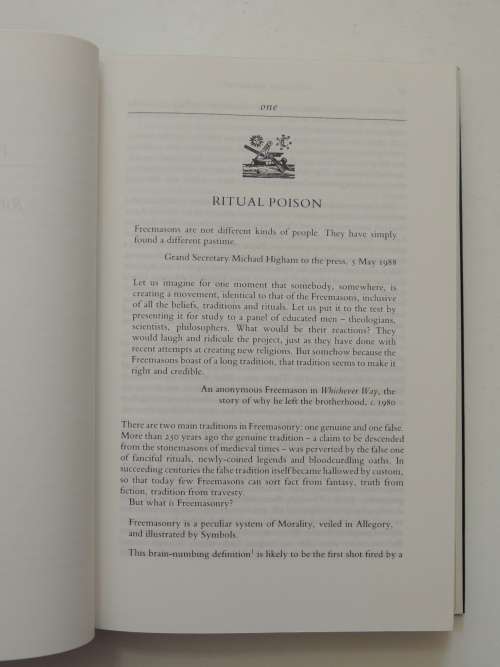 one
RITUAL POISON
Freemasons are not different kinds of people. They have simply
found a different pastime.
Grand Secretary Michael Higham to the press, 5 May 1988
Let us imagine for one moment that somebody, somewhere, is
creating a movement, identical to that of the Freemasons, inclusive
of all the beliefs, traditions and rituals. Let us put it to the test by
presenting it for study to a panel of educated men – theologians,
scientists, philosophers. What would be their reactions? They
would laugh and ridicule the project, just as they have done with
recent attempts at creating new religions. But somehow because the
Freemasons boast of a long tradition, that tradition seems to make it
right and credible.
An anonymous Freemason in Whichever Way, the
story of why he left the brotherhood, c. 1980
There are two main traditions in Freemasonry: one genuine and one false.
More than 250 years ago the genuine tradition – a claim to be descended
from the stonemasons of medieval times – was perverted by the false one
of fanciful rituals, newly-coined legends and bloodcurdling oaths. In
succeeding centuries the false tradition itself became hallowed by custom,
so that today few Freemasons can sort fact from fantasy, truth from
fiction, tradition from travesty.
But what is Freemasonry?
Freemasonry is a peculiar system of Morality, veiled in Allegory,
and illustrated by Symbols.
This brain-numbing definition¹ is likely to be the first shot fired by a